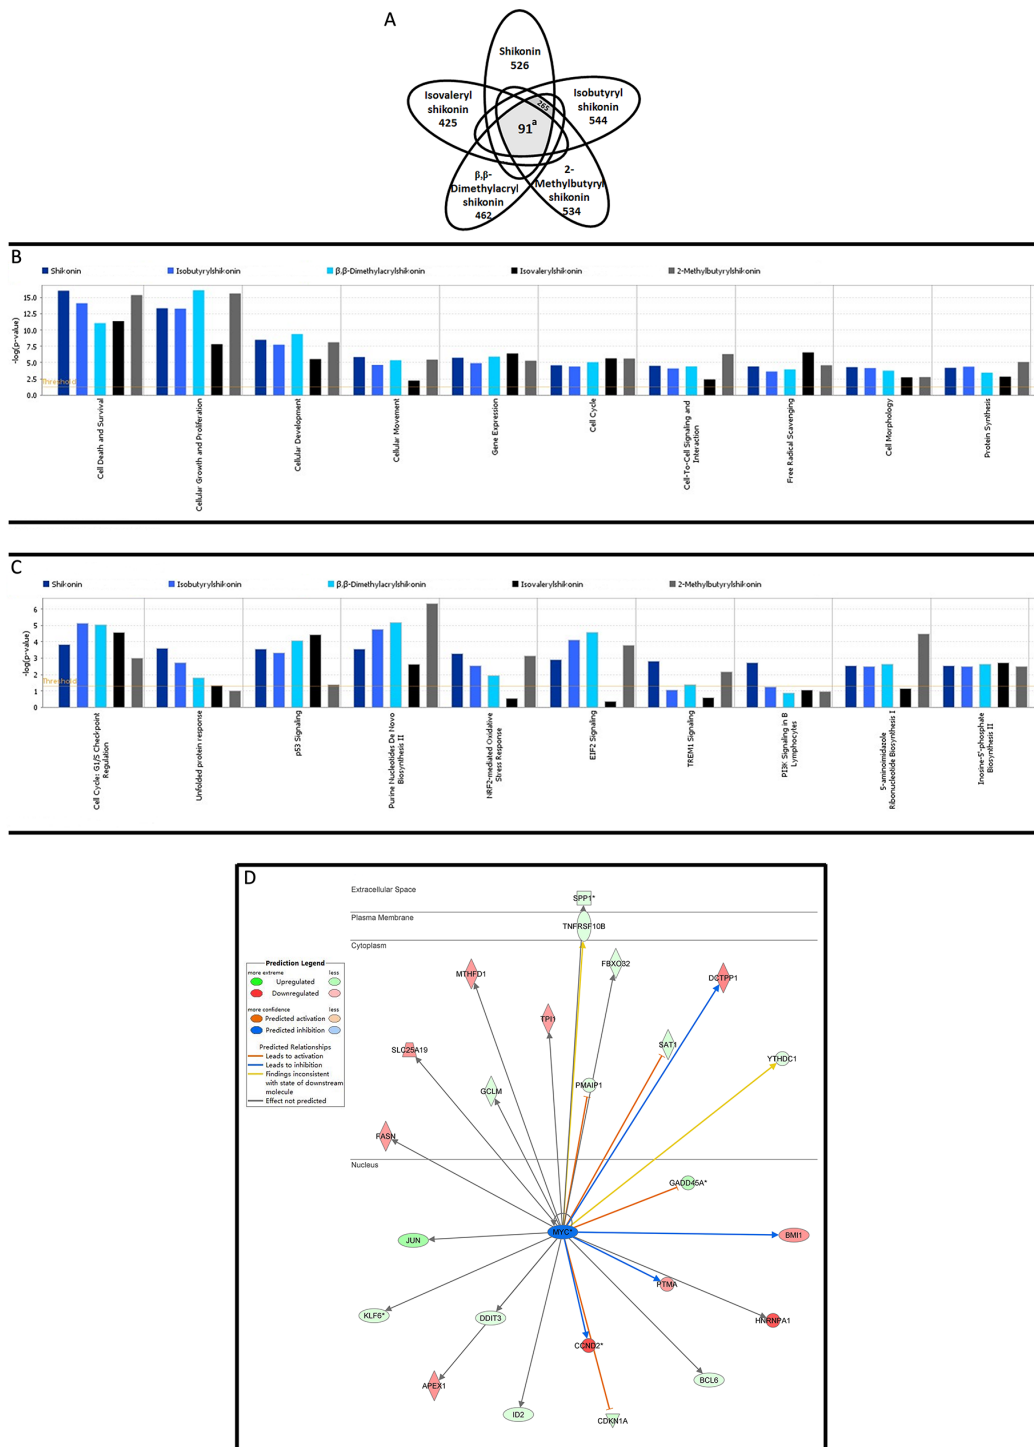 A
Shikonin
526
Isovaleryl
shikonin
425
Isobutyryl
shikonin
544
265
91a
β,β-
Dimethylacryl
shikonin
462
2-
Methylbutyryl
shikonin
534
B
Shikonin
Isobutyrylshikonin
β,β-Dimethylacrylshikonin
Isovalerylshikonin
2-Methylbutyrylshikonin
-log(p-value)
15.0
12.5
10.0
7.5
5.0
2.5
0.0
Threshold
Cell Death and Survival
Cellular Growth and Proliferation
Cellular Development
Cellular Movement
Gene Expression
Cell Cycle
Cell-To-Cell Signaling and
Interaction
Free Radical Scavenging
Cell Morphology
Protein Synthesis
C
Shikonin
Isobutyrylshikonin
β,β-Dimethylacrylshikonin
Isovalerylshikonin
2-Methylbutyrylshikonin
-log(p-value)
6
5
4
3
2
1
0
Threshold
Cell Cycle: G1/S Checkpoint
Regulation
Unfolded protein response
p53 Signaling
Purine Nucleotides De Novo
Biosynthesis II
NRF2-mediated Oxidative
Stress Response
EIF2 Signaling
TREM1 Signaling
PI3K Signaling in B
Lymphocytes
5-aminoimidazole
Ribonucleotide Biosynthesis I
Inosine-5'-phosphate
Biosynthesis II
D
Extracellular Space
SPP1*
Plasma Membrane
TNFRSF10B
Cytoplasm
Prediction Legend
more extreme less
Upregulated
Downregulated
more confidence less
Predicted activation
Predicted inhibition
Predicted Relationships
Leads to activation
Leads to inhibition
Findings inconsistent
with state of downstream
molecule
Effect not predicted
MTHFD1
FBXO32
DCTPP1
TPI1
SLC25A19
SAT1
YTHDC1
GCLM
PMAIP1
FASN
Nucleus
GADD45A*
MYC*
JUN
BMI1
PTMA
KLF6*
DDIT3
HNRNPA1
CCND2*
APEX1
BCL6
ID2
CDKN1A